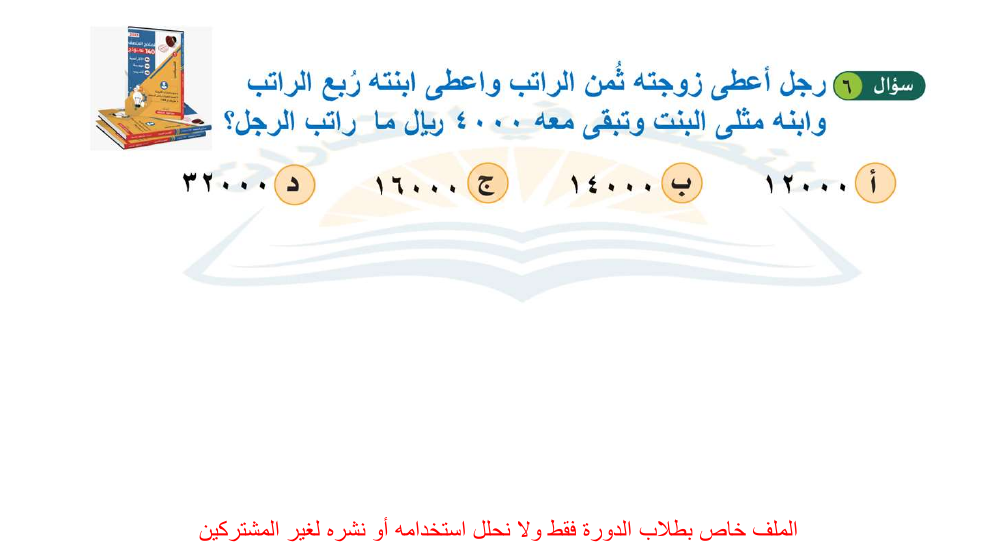 سؤال ٦
رجل أعطى زوجته ثُمن الراتب واعطى ابنته رُبع الراتب
وابنه مثلى البنت وتبقى معه ٤٠٠٠ ريال ما راتب الرجل؟
أ ١٢٠٠٠
ب ١٤٠٠٠
ج ١٦٠٠٠
د ٣٢٠٠٠
الملف خاص بطلاب الدورة فقط ولا نحلل استخدامه أو نشره لغير المشتركين